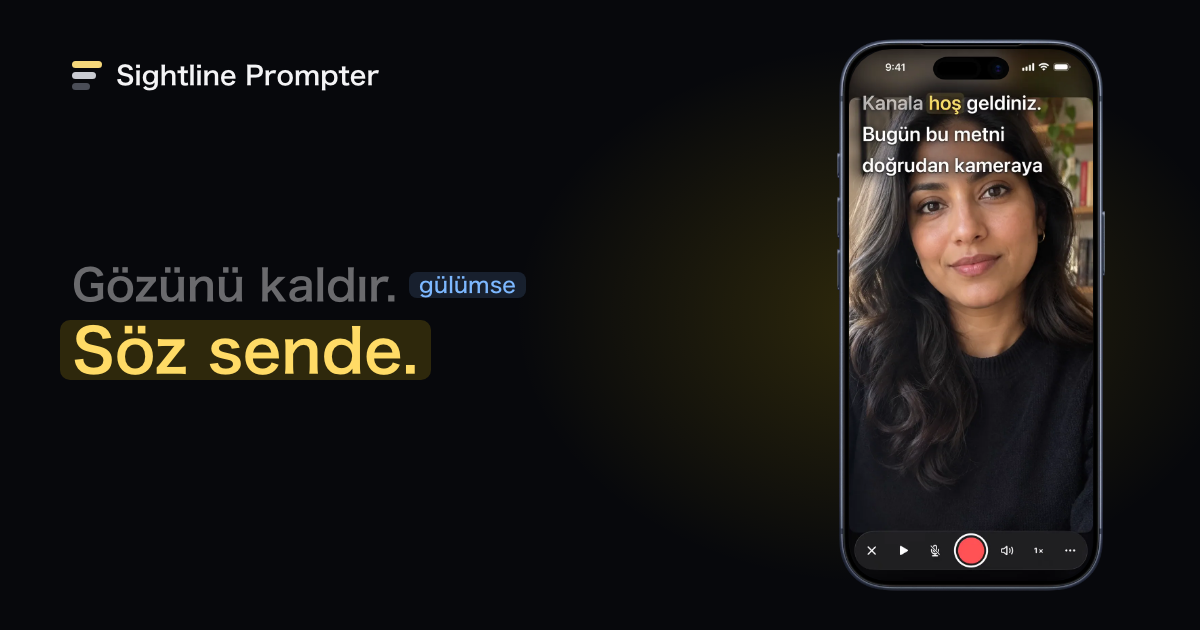 Sightline Prompter
Gözünü kaldır. gülümse
Söz sende.
9:41
Kanala hoş geldiniz.
Bugün bu metni
doğrudan kameraya
1×